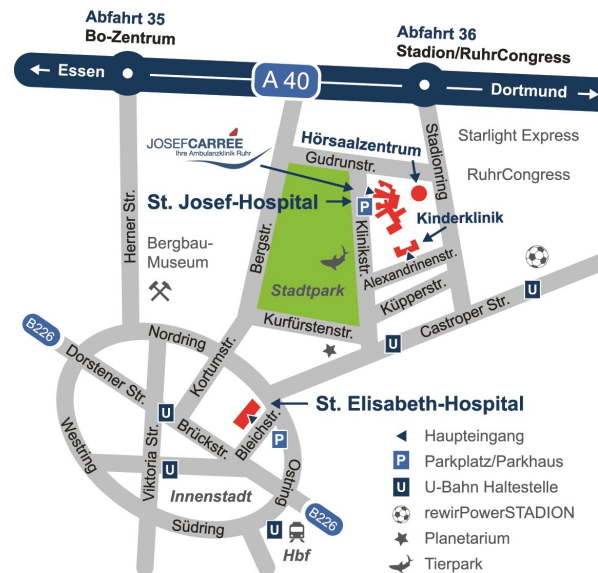 Abfahrt 35
Bo-Zentrum
Abfahrt 36
Stadion/RuhrCongress
Essen
A 40
Dortmund
JOSEFCARRÉE
Ihre Ambulanzklinik Ruhr
Hörsaalzentrum
Starlight Express
Gudrunstr.
Stadionring
RuhrCongress
St. Josef-Hospital
P
Kinderklinik
Herner Str.
Bergbau-
Museum
Bergstr.
Klinikstr.
Alexandrinenstr.
Stadtpark
Küpperstr.
Castroper Str.
U
Kurfürstenstr.
U
B226
Nordring
Kortumstr.
Dorstener Str.
St. Elisabeth-Hospital
U
Brückstr.
Bleichstr.
P
Westring
Viktoria Str.
U
Innenstadt
Ostring
B226
Südring
U
Hbf
Haupteingang
P Parkplatz/Parkhaus
U U-Bahn Haltestelle
rewirPowerSTADION
Planetarium
Tierpark